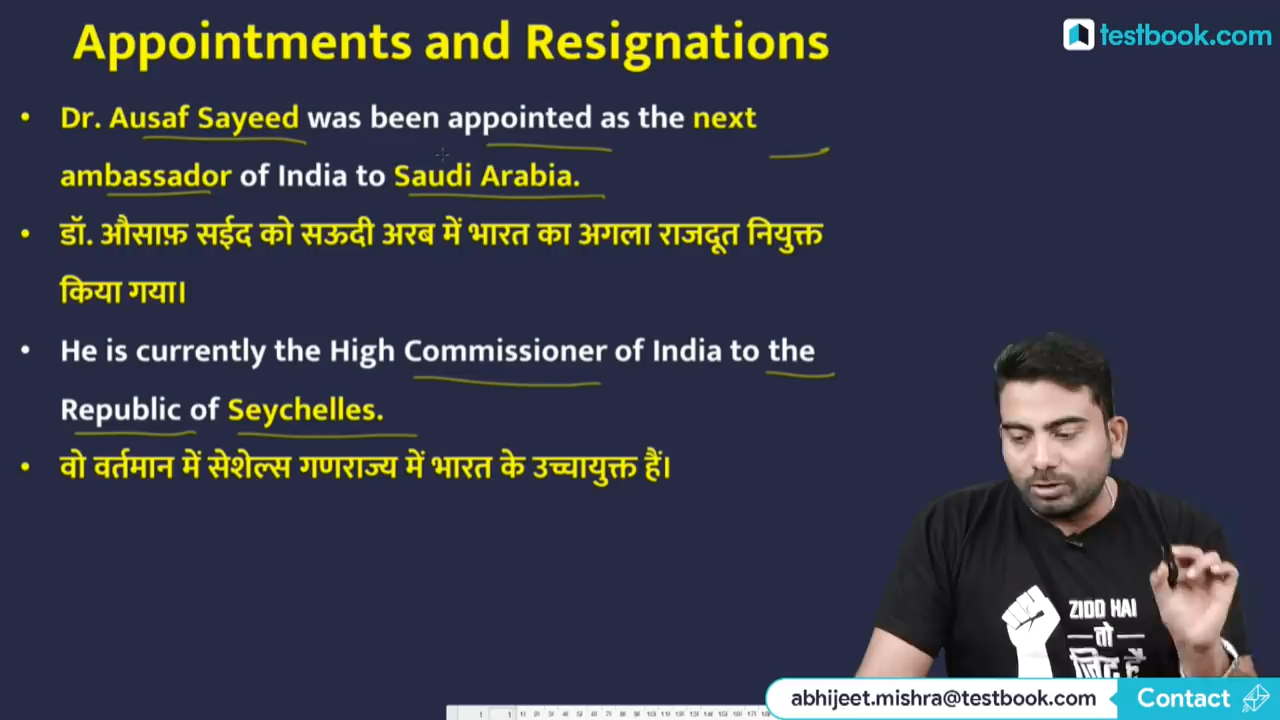 Appointments and Resignations
testbook.com
• Dr. Ausaf Sayeed was been appointed as the next
ambassador of India to Saudi Arabia.
• डॉ. औसाफ़ सईद को सऊदी अरब में भारत का अगला राजदूत नियुक्त
किया गया।
• He is currently the High Commissioner of India to the
Republic of Seychelles.
• वो वर्तमान में सेशेल्स गणराज्य में भारत के उच्चायुक्त हैं।
ZIDD HAI
तो
ज़िद है
abhijeet.mishra@testbook.com
Contact